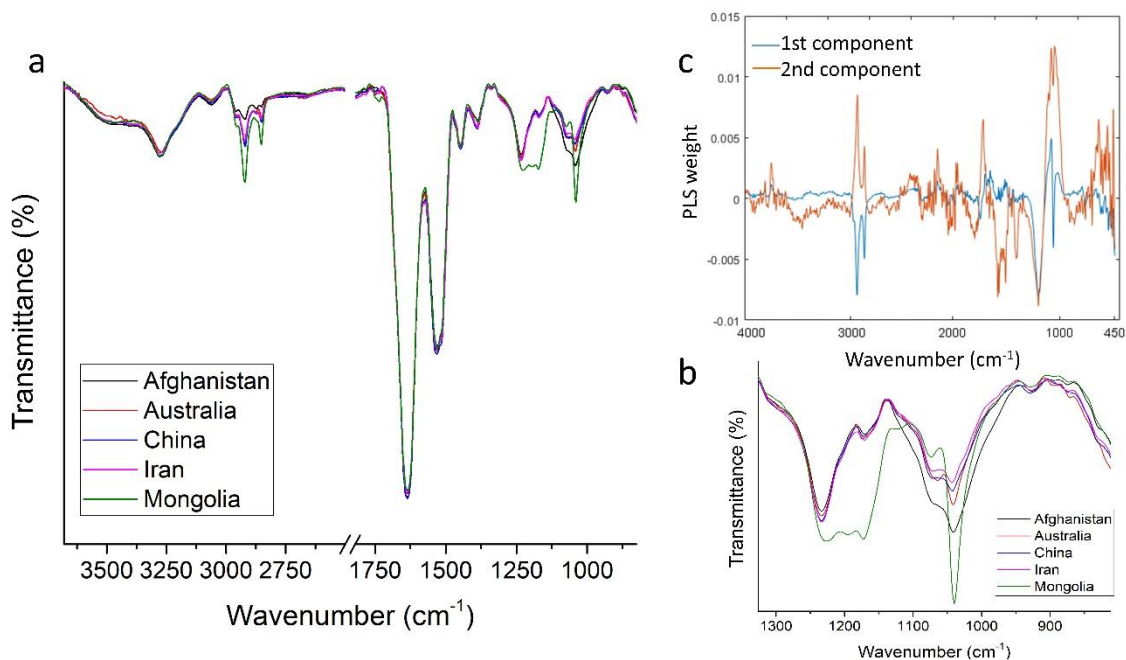 a
Transmittance (%)
Afghanistan
Australia
China
Iran
Mongolia
3500 3250 3000 2750 1750 1500 1250 1000
Wavenumber (cm⁻¹)
c
1st component
2nd component
PLS weight
0.015
0.01
0.005
0
-0.005
-0.01
4000 3000 2000 1000 450
Wavenumber (cm⁻¹)
b
Transmittance (%)
Afghanistan
Australia
China
Iran
Mongolia
1300 1200 1100 1000 900
Wavenumber (cm⁻¹)